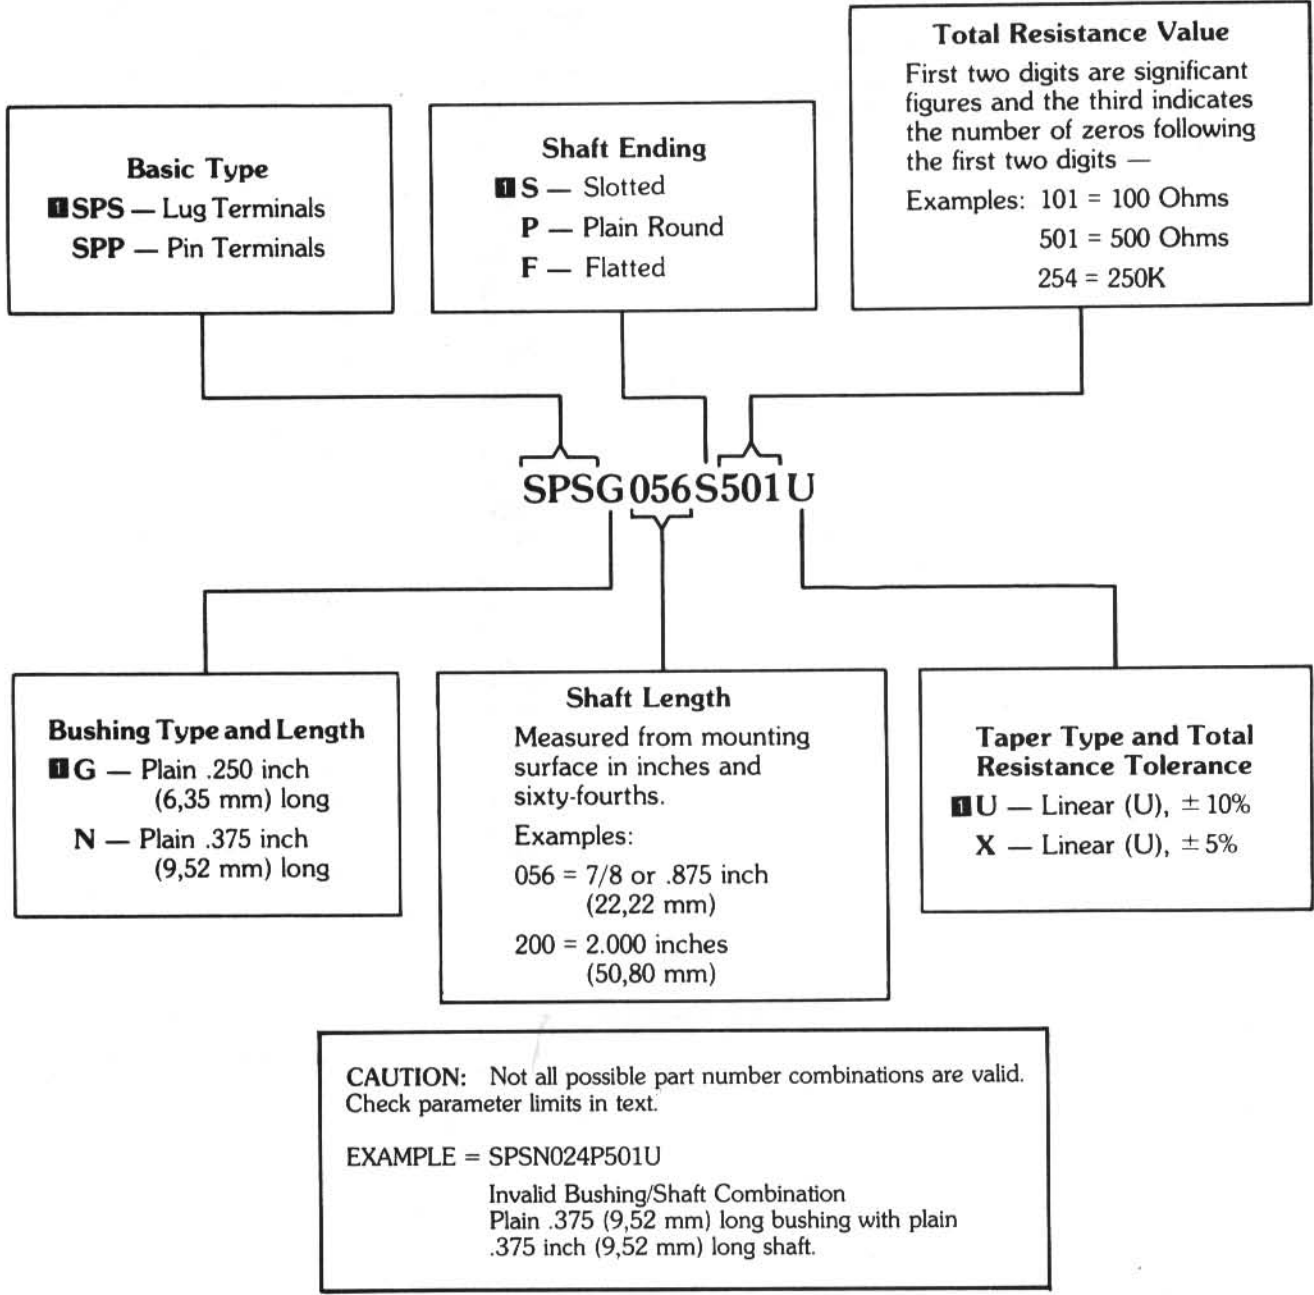 Total Resistance Value
First two digits are significant
figures and the third indicates
the number of zeros following
the first two digits —
Examples: 101 = 100 Ohms
501 = 500 Ohms
254 = 250K
Basic Type
1 SPS — Lug Terminals
SPP — Pin Terminals
Shaft Ending
1 S — Slotted
P — Plain Round
F — Flatted
SPSG056S501U
Bushing Type and Length
1 G — Plain .250 inch
(6,35 mm) long
N — Plain .375 inch
(9,52 mm) long
Shaft Length
Measured from mounting
surface in inches and
sixty-fourths.
Examples:
056 = 7/8 or .875 inch
(22,22 mm)
200 = 2.000 inches
(50,80 mm)
Taper Type and Total
Resistance Tolerance
1 U — Linear (U), ± 10%
X — Linear (U), ± 5%
CAUTION: Not all possible part number combinations are valid.
Check parameter limits in text.
EXAMPLE = SPSN024P501U
Invalid Bushing/Shaft Combination
Plain .375 (9,52 mm) long bushing with plain
.375 inch (9,52 mm) long shaft.